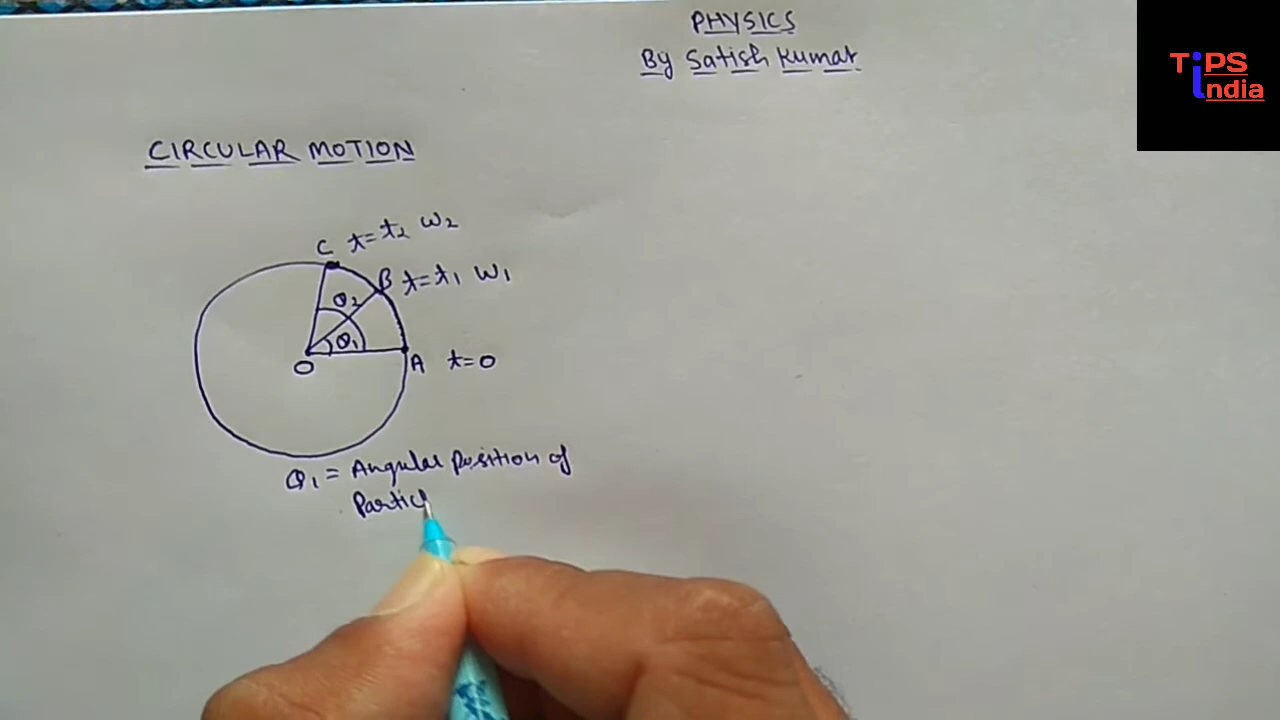 PHYSICS
By Satish Kumar
TiPS
india
CIRCULAR MOTION
C t=t2 ω2
B t=t1 ω1
θ2
θ1
O
A t=0
θ1 = Angular Position of
Partic